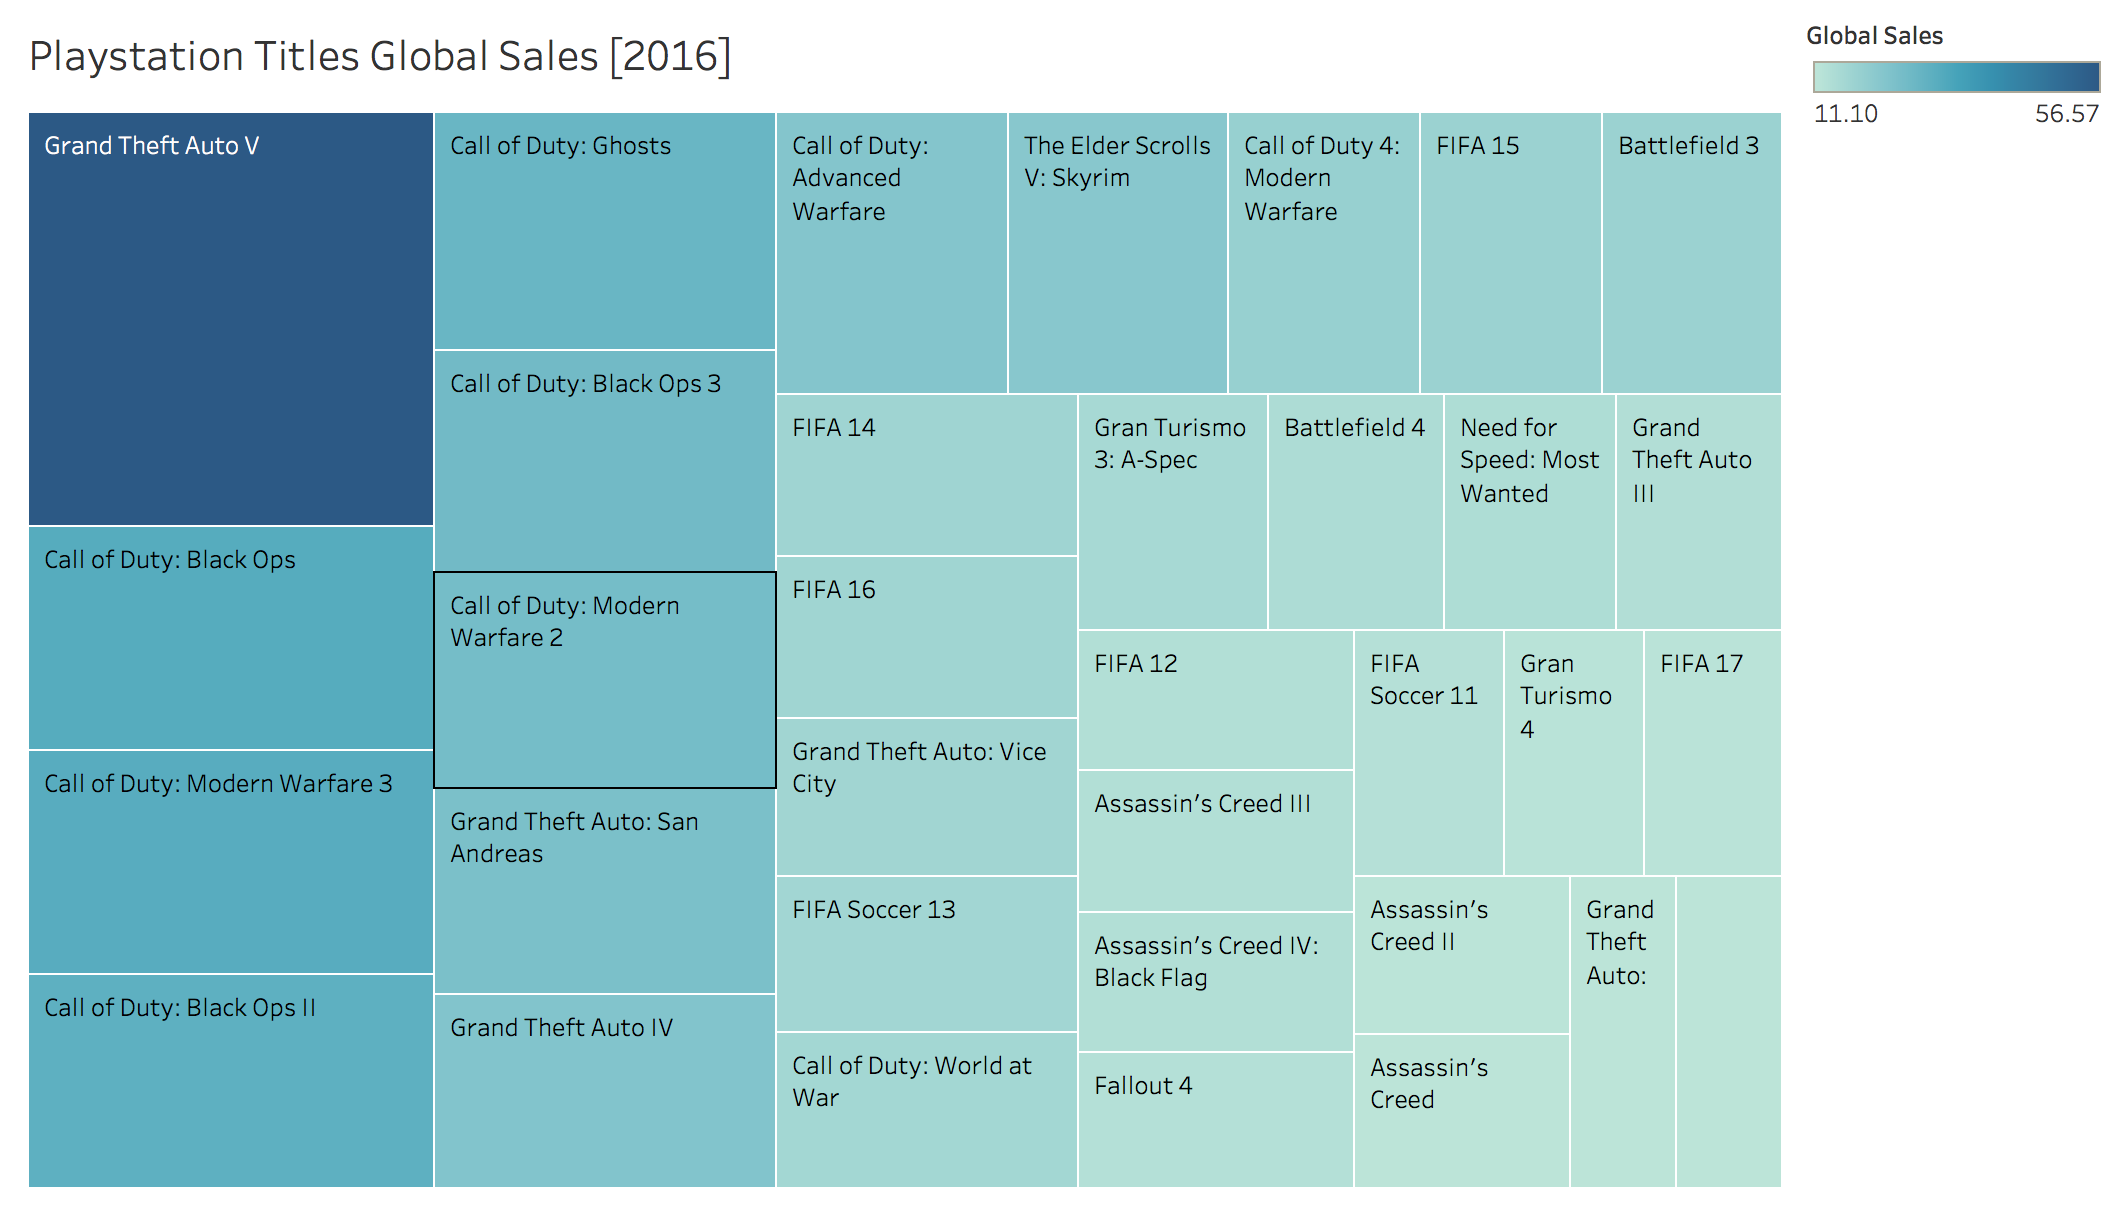 Playstation Titles Global Sales [2016]
Global Sales
11.10 56.57
Grand Theft Auto V
Call of Duty: Black Ops
Call of Duty: Modern Warfare 3
Call of Duty: Black Ops II
Call of Duty: Ghosts
Call of Duty: Black Ops 3
Call of Duty: Modern
Warfare 2
Grand Theft Auto: San
Andreas
Grand Theft Auto IV
Call of Duty:
Advanced
Warfare
The Elder Scrolls
V: Skyrim
Call of Duty 4:
Modern
Warfare
FIFA 15
Battlefield 3
FIFA 14
FIFA 16
Grand Theft Auto: Vice
City
FIFA Soccer 13
Call of Duty: World at
War
Gran Turismo
3: A-Spec
Battlefield 4
Need for
Speed: Most
Wanted
Grand
Theft Auto
III
FIFA 12
Assassin's Creed III
Assassin's Creed IV:
Black Flag
Fallout 4
FIFA
Soccer 11
Gran
Turismo
4
FIFA 17
Assassin's
Creed II
Assassin's
Creed
Grand
Theft
Auto: